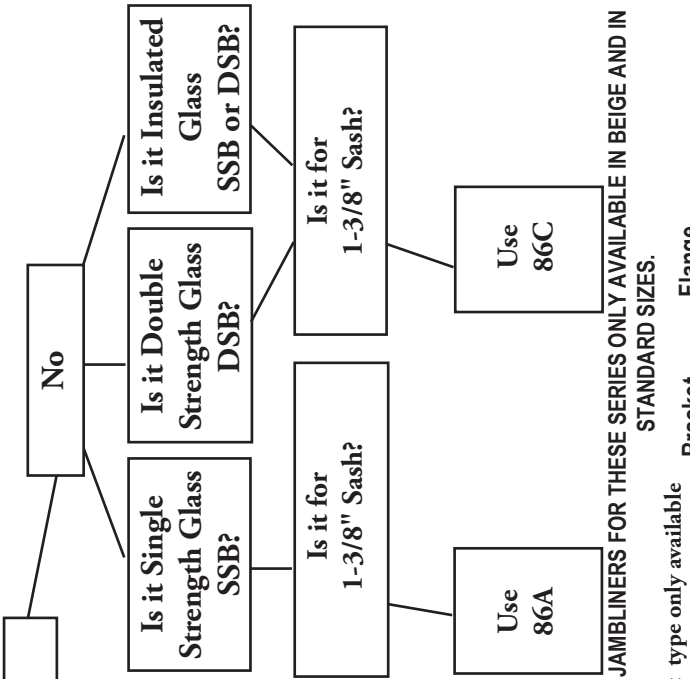 No
Is it Single
Strength Glass
SSB?
Is it Double
Strength Glass
DSB?
Is it Insulated
Glass
SSB or DSB?
Is it for
1-3/8" Sash?
Is it for
1-3/8" Sash?
Use
86A
Use
86C
JAMBLINERS FOR THESE SERIES ONLY AVAILABLE IN BEIGE AND IN
STANDARD SIZES.
type only available
Bracket
Flange